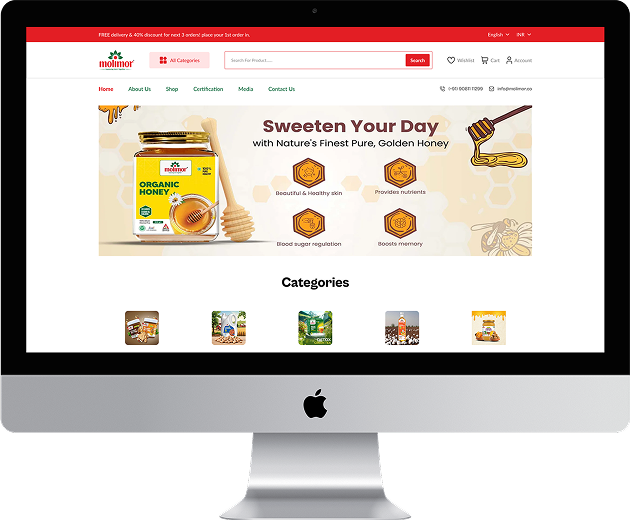 FREE delivery & 40% discount for next 3 orders! place your 1st order in.
English
INR
molimor
All Categories
Search For Product.....
Search
Wishlist
Cart
Account
Home
About Us
Shop
Certification
Media
Contact Us
(+91) 90811 11299
info@molimor.co
Sweeten Your Day
with Nature's Finest Pure, Golden Honey
molimor
100%
ORGANIC
HONEY
Beautiful & Healthy skin
Provides nutrients
Blood sugar regulation
Boosts memory
Categories
DETOX